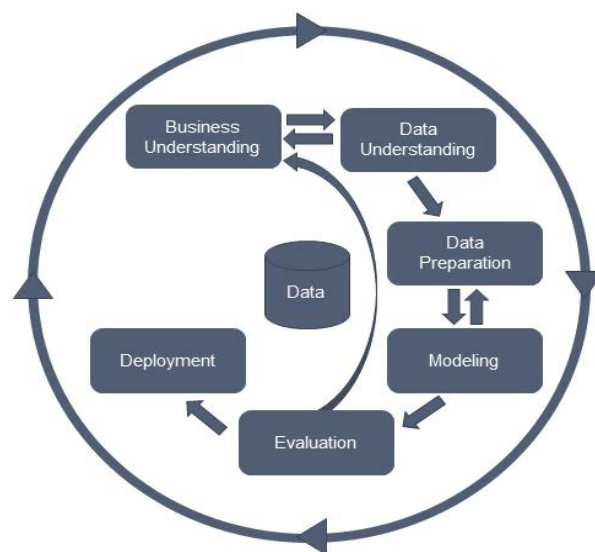 Business
Understanding
Data
Understanding
Data
Preparation
Data
Deployment
Modeling
Evaluation